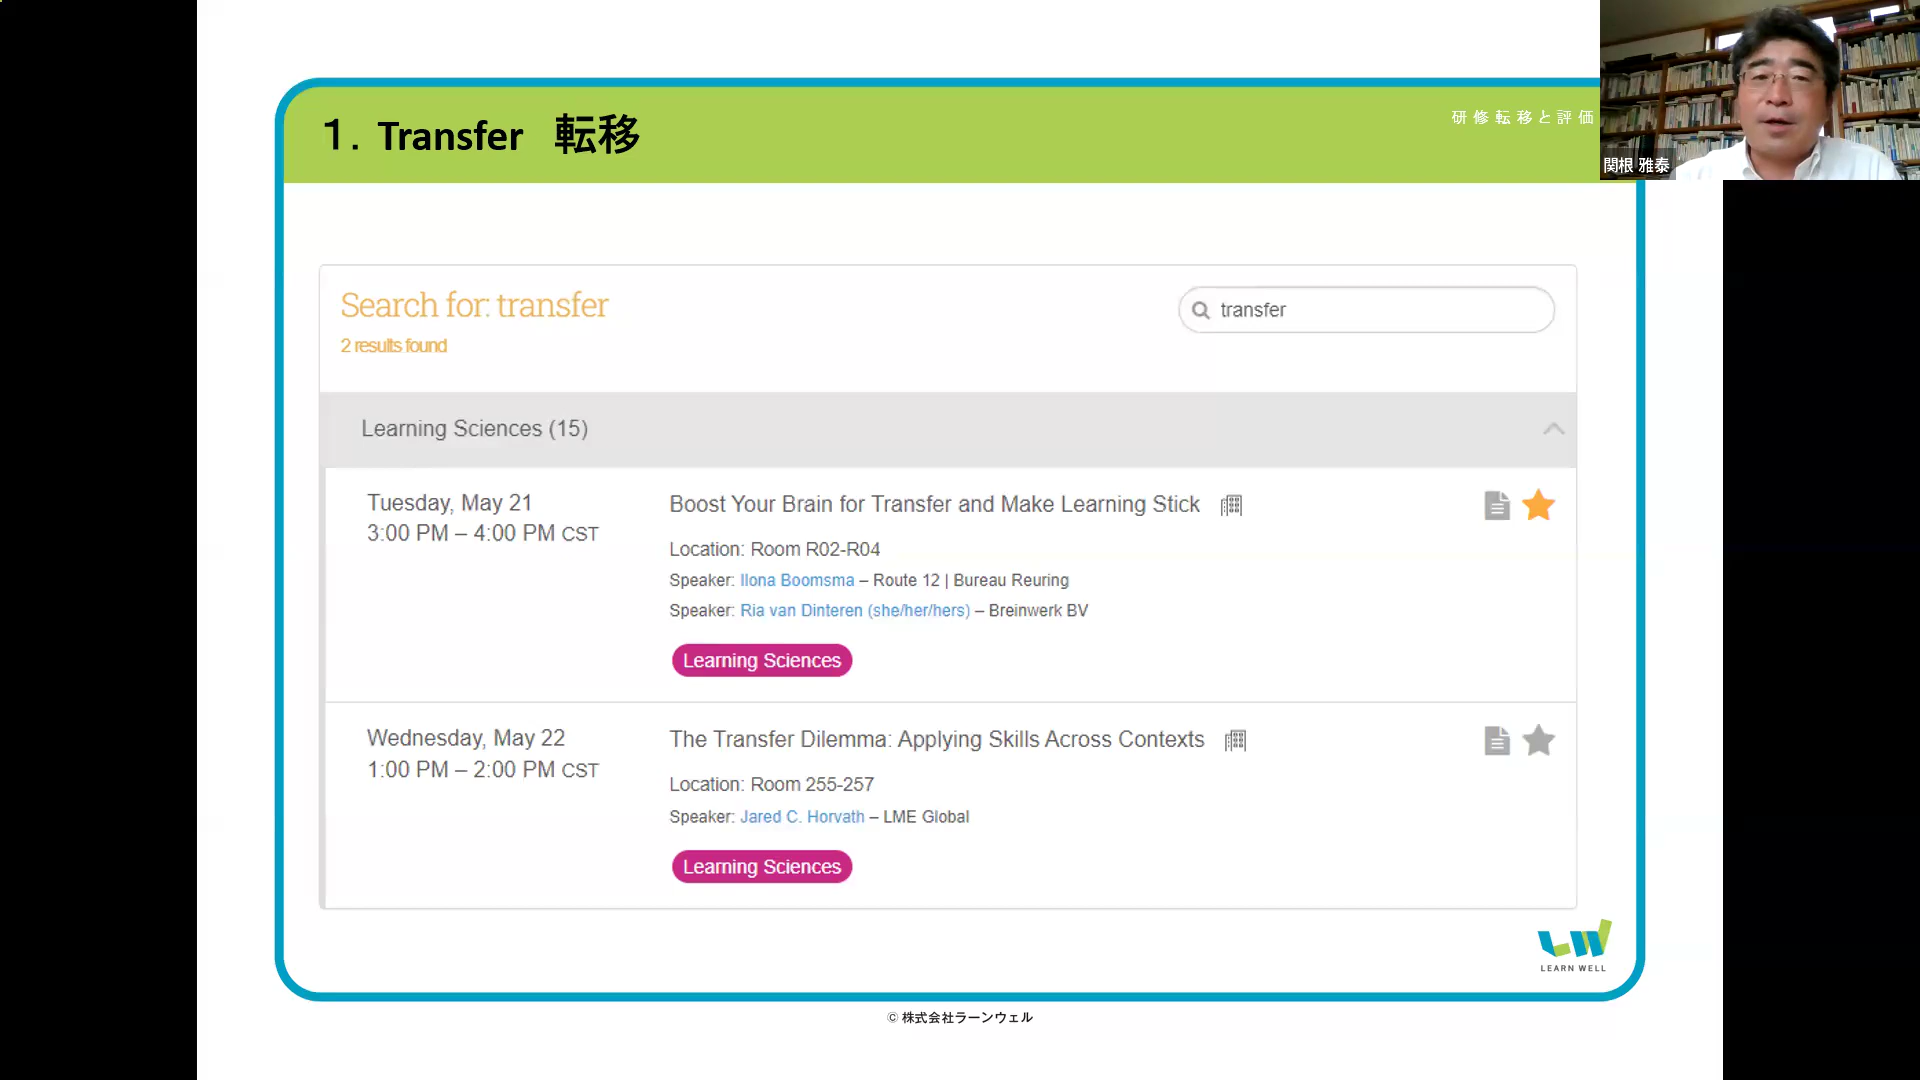 1. Transfer 転移
研修転移と評価
関根 雅泰
Search for: transfer
transfer
2 results found
Learning Sciences (15)
Tuesday, May 21
3:00 PM – 4:00 PM CST
Boost Your Brain for Transfer and Make Learning Stick
Location: Room R02-R04
Speaker: Ilona Boomsma – Route 12 | Bureau Reuring
Speaker: Ria van Dinteren (she/her/hers) – Breinwerk BV
Learning Sciences
Wednesday, May 22
1:00 PM – 2:00 PM CST
The Transfer Dilemma: Applying Skills Across Contexts
Location: Room 255-257
Speaker: Jared C. Horvath – LME Global
Learning Sciences
LW
LEARN WELL
© 株式会社ラーンウェル